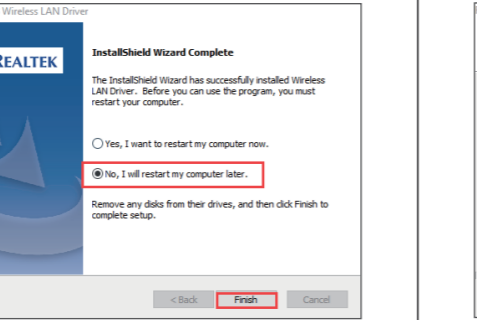 Wireless LAN Driver
REALTEK
InstallShield Wizard Complete
The InstallShield Wizard has successfully installed Wireless
LAN Driver. Before you can use the program, you must
restart your computer.
Yes, I want to restart my computer now.
No, I will restart my computer later.
Remove any disks from their drives, and then click Finish to
complete setup.
< Back
Finish
Cancel